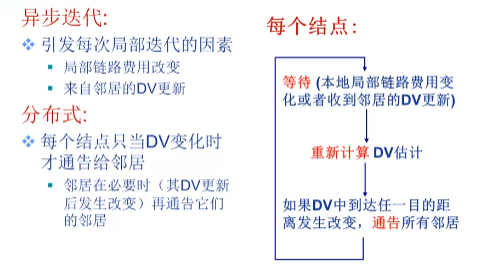 异步迭代:
引发每次局部迭代的因素
局部链路费用改变
来自邻居的DV更新
分布式:
每个结点只当DV变化时
才通告给邻居
邻居在必要时（其DV更新
后发生改变）再通告它们
的邻居
每个结点:
等待 (本地局部链路费用变
化或者收到邻居的DV更新)
重新计算 DV估计
如果DV中到达任一目的距
离发生改变，通告所有邻居